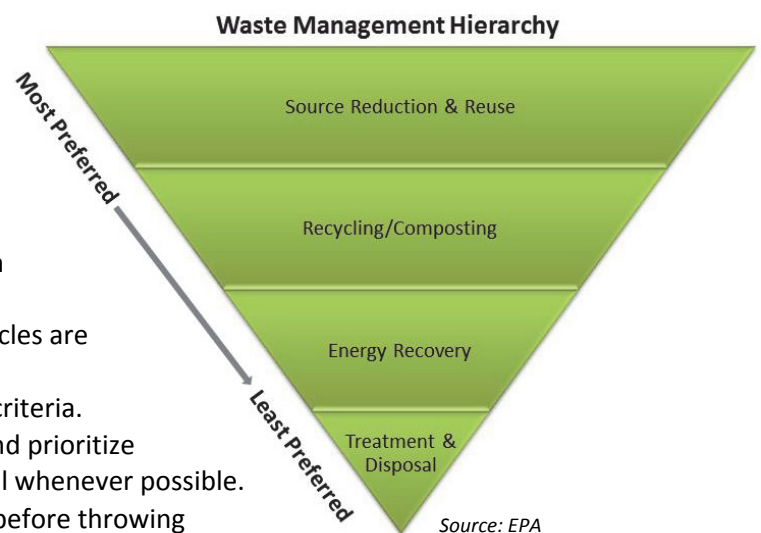 Waste Management Hierarchy
Most Preferred
Source Reduction & Reuse
Recycling/Composting
Energy Recovery
Least Preferred
Treatment &
Disposal
cles are
criteria.
nd prioritize
l whenever possible.
before throwing
Source: EPA